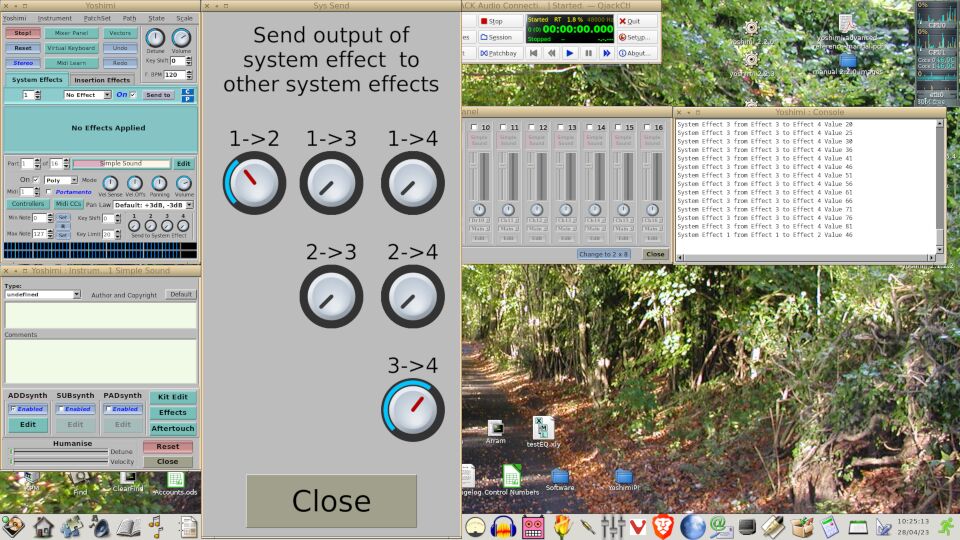 Yoshimi
Yoshimi Instrument PatchSet Path State Scale
Stop! Mixer Panel Vectors
Reset Virtual Keyboard Undo
Stereo Midi Learn Redo
Detune Volume
Key Shift 0
F. BPM 120
System Effects Insertion Effects
1 No Effect On Send to C P
No Effects Applied
Part 1 of 16 Simple Sound Edit
On Poly Mode
Midi 1 Portamento
Vel Sens Vel Offs Panning Volume
Controllers Midi CCs Pan Law Default: +3dB, -3dB
Min Note 0 Set Key Shift 0 1 2 3 4
R
Max Note 127 Set Key Limit 20 Send to System Effect
Yoshimi : Instrum...1 Simple Sound
Type:
undefined Author and Copyright Default
Comments
ADDsynth SUBsynth PADsynth Kit Edit
Enabled Enabled Enabled Effects
Edit Edit Edit Aftertouch
Humanise Reset
Detune
Velocity Close
Find ClearFind Accounts.ods
Sys Send
Send output of
system effect to
other system effects
1->2 1->3 1->4
2->3 2->4
3->4
Close
CK Audio Connecti...] Started. — QjackCtl
Stop Started RT 1.8 % 48000 Hz Quit
Session 0 (0) 00:00:00.000 Setup...
Patchbay Stopped About...
anel
10 11 12 13 14 15 16
Change to 2 x 8 Close
Yoshimi : Console
System Effect 3 from Effect 3 to Effect 4 Value 20
System Effect 3 from Effect 3 to Effect 4 Value 25
System Effect 3 from Effect 3 to Effect 4 Value 30
System Effect 3 from Effect 3 to Effect 4 Value 36
System Effect 3 from Effect 3 to Effect 4 Value 41
System Effect 3 from Effect 3 to Effect 4 Value 46
System Effect 3 from Effect 3 to Effect 4 Value 51
System Effect 3 from Effect 3 to Effect 4 Value 56
System Effect 3 from Effect 3 to Effect 4 Value 61
System Effect 3 from Effect 3 to Effect 4 Value 66
System Effect 3 from Effect 3 to Effect 4 Value 71
System Effect 3 from Effect 3 to Effect 4 Value 76
System Effect 3 from Effect 3 to Effect 4 Value 81
System Effect 1 from Effect 1 to Effect 2 Value 46
yoshimi-advanced
reference-manual.pdf
manual 2.2.0 images
CPU
eth0
Arram testEQ.xly
gelog Control Numbers Software YoshimiPi
10:25:13
28/04/23